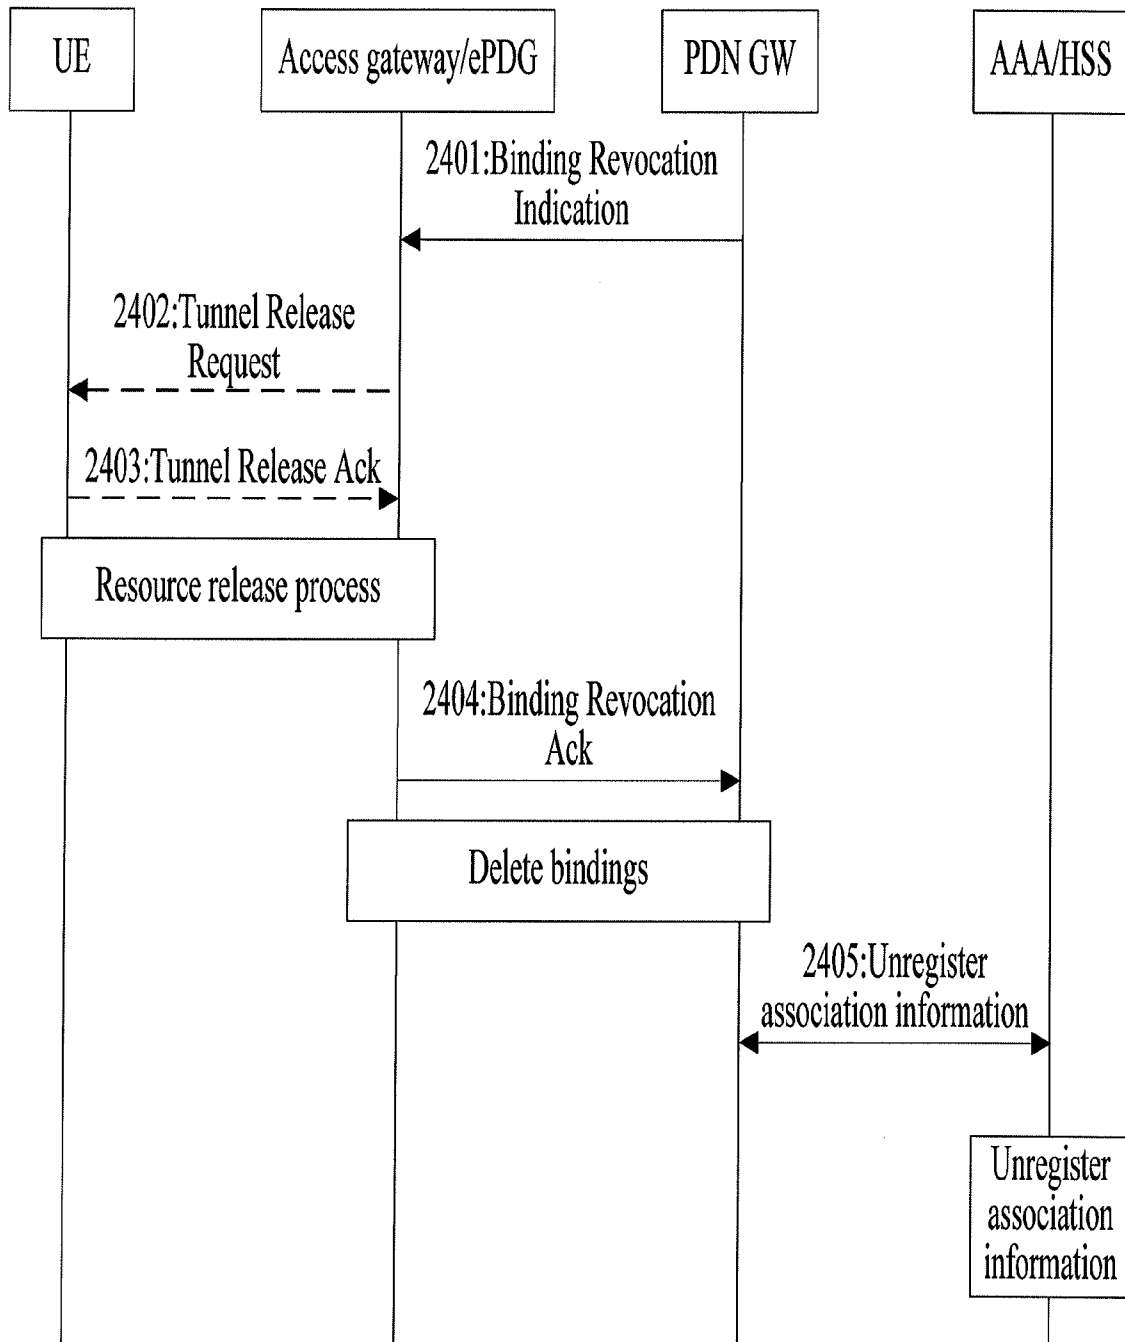 UE
Access gateway/ePDG
PDN GW
AAA/HSS
2401:Binding Revocation
Indication
2402:Tunnel Release
Request
2403:Tunnel Release Ack
Resource release process
2404:Binding Revocation
Ack
Delete bindings
2405:Unregister
association information
Unregister
association
information